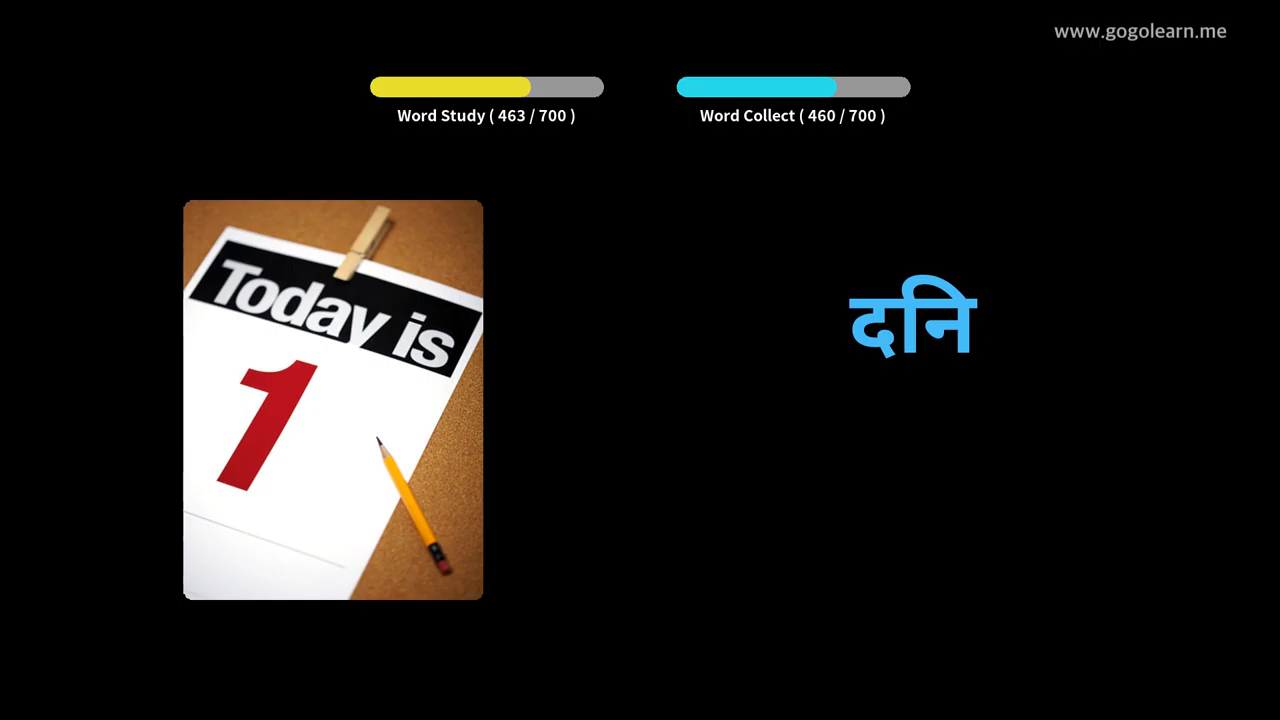 www.gogolearn.me
Word Study ( 463 / 700 )
Word Collect ( 460 / 700 )
Today is
1
दनि